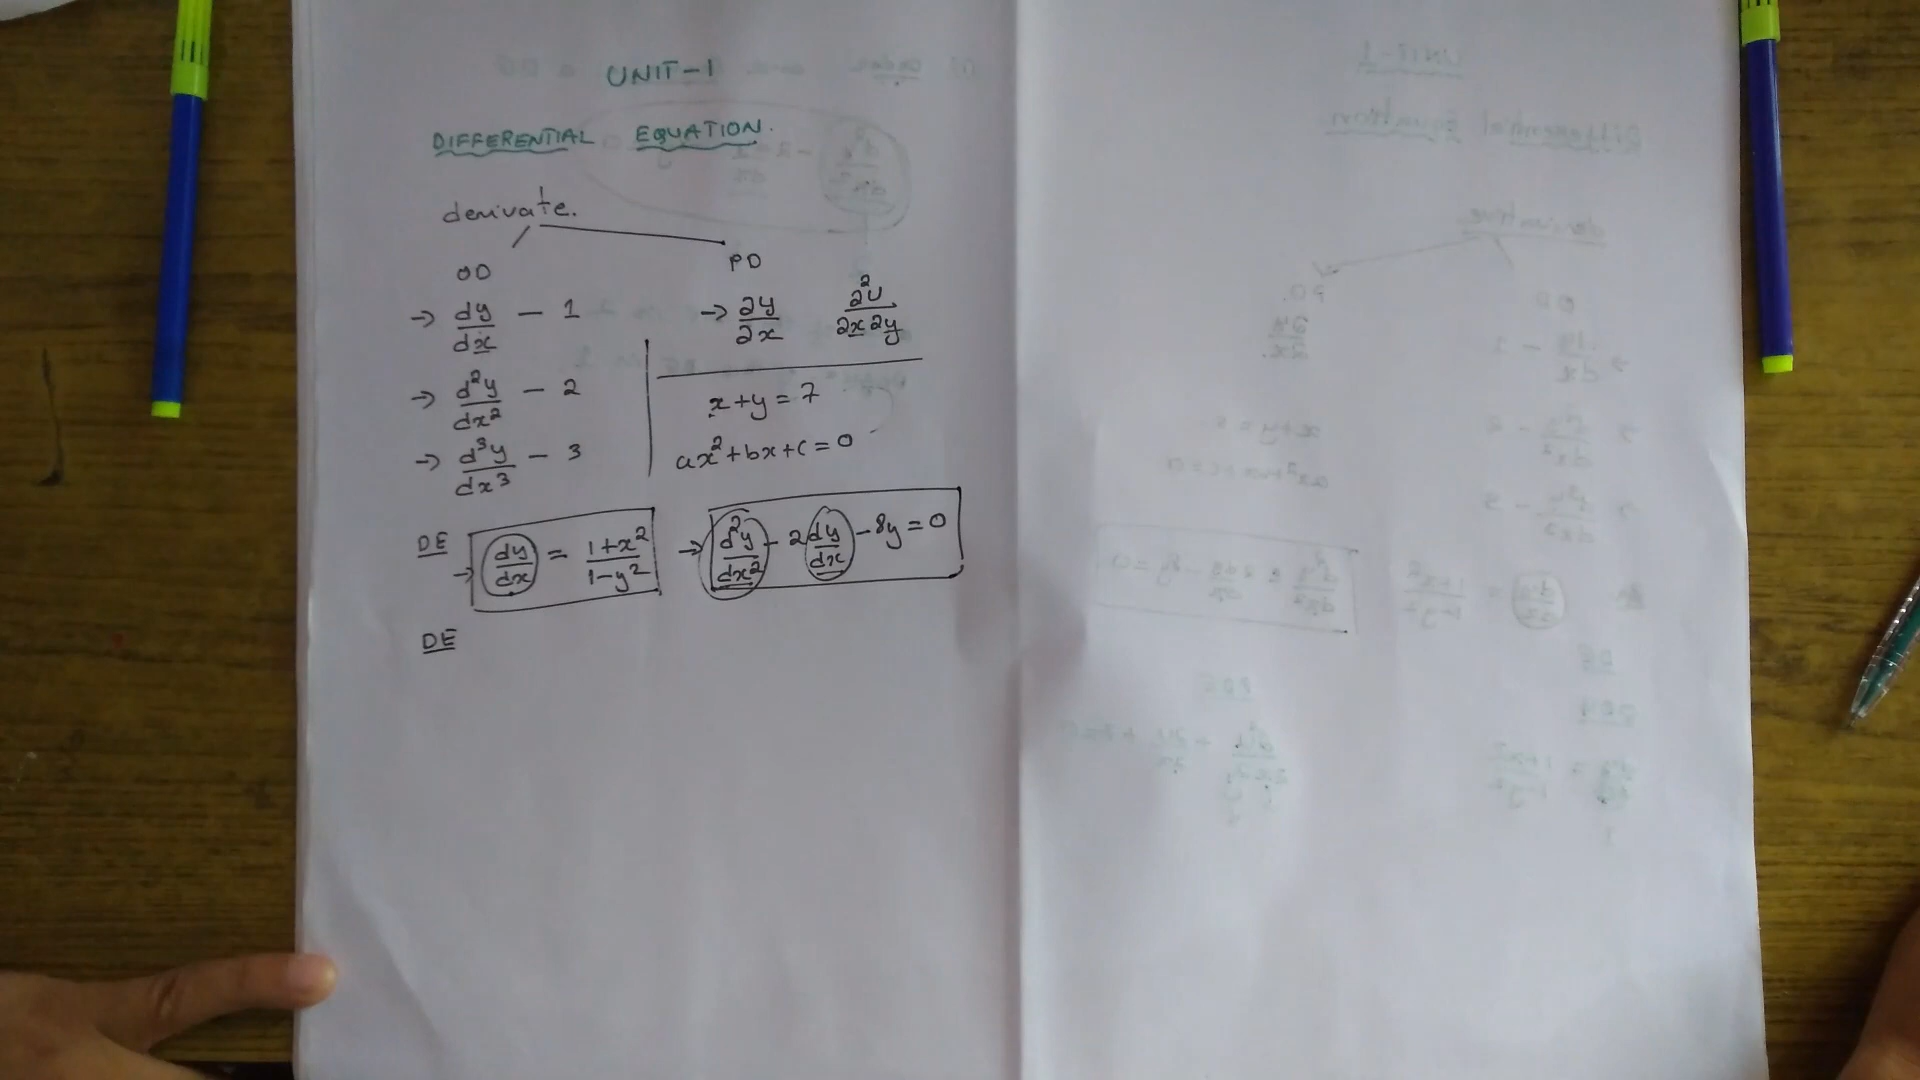 UNIT-1
DIFFERENTIAL EQUATION.
derivate.
OD PD
→ dy/dx - 1 → ∂y/∂x ∂²U/∂x∂y
→ d²y/dx² - 2 x+y=7
→ d³y/dx³ - 3 ax²+bx+c=0
DE → dy/dx = 1+x²/1-y² → d²y/dx² - 2dy/dx - 8y = 0
DE